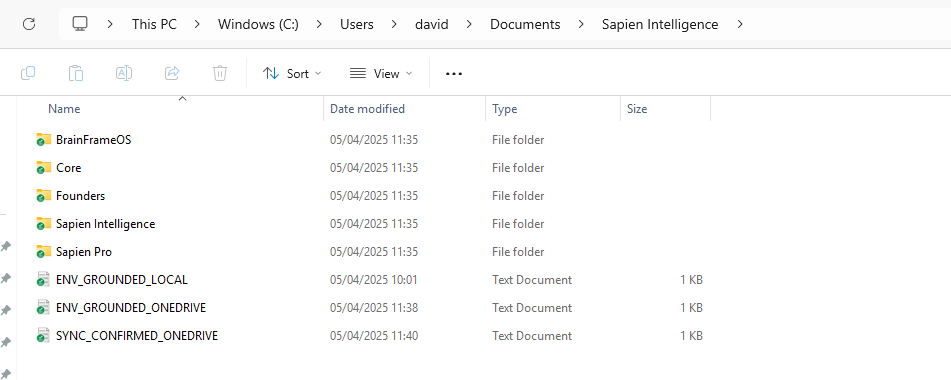 This PC > Windows (C:) > Users > david > Documents > Sapien Intelligence >
Sort View ...
Name Date modified Type Size
BrainFrameOS 05/04/2025 11:35 File folder
Core 05/04/2025 11:35 File folder
Founders 05/04/2025 11:35 File folder
Sapien Intelligence 05/04/2025 11:35 File folder
Sapien Pro 05/04/2025 11:35 File folder
ENV_GROUNDED_LOCAL 05/04/2025 10:01 Text Document 1 KB
ENV_GROUNDED_ONEDRIVE 05/04/2025 11:38 Text Document 1 KB
SYNC_CONFIRMED_ONEDRIVE 05/04/2025 11:40 Text Document 1 KB